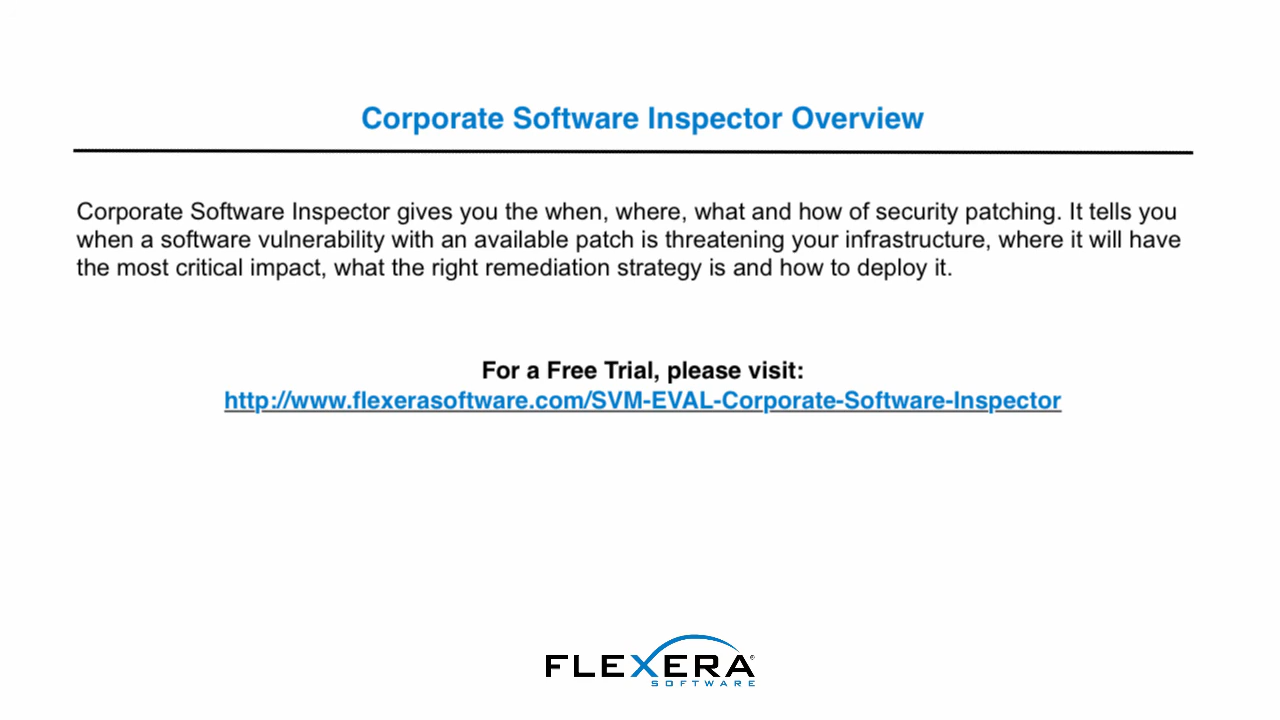 Corporate Software Inspector Overview
Corporate Software Inspector gives you the when, where, what and how of security patching. It tells you
when a software vulnerability with an available patch is threatening your infrastructure, where it will have
the most critical impact, what the right remediation strategy is and how to deploy it.
For a Free Trial, please visit:
http://www.flexerasoftware.com/SVM-EVAL-Corporate-Software-Inspector
FLEXERA®
SOFTWARE